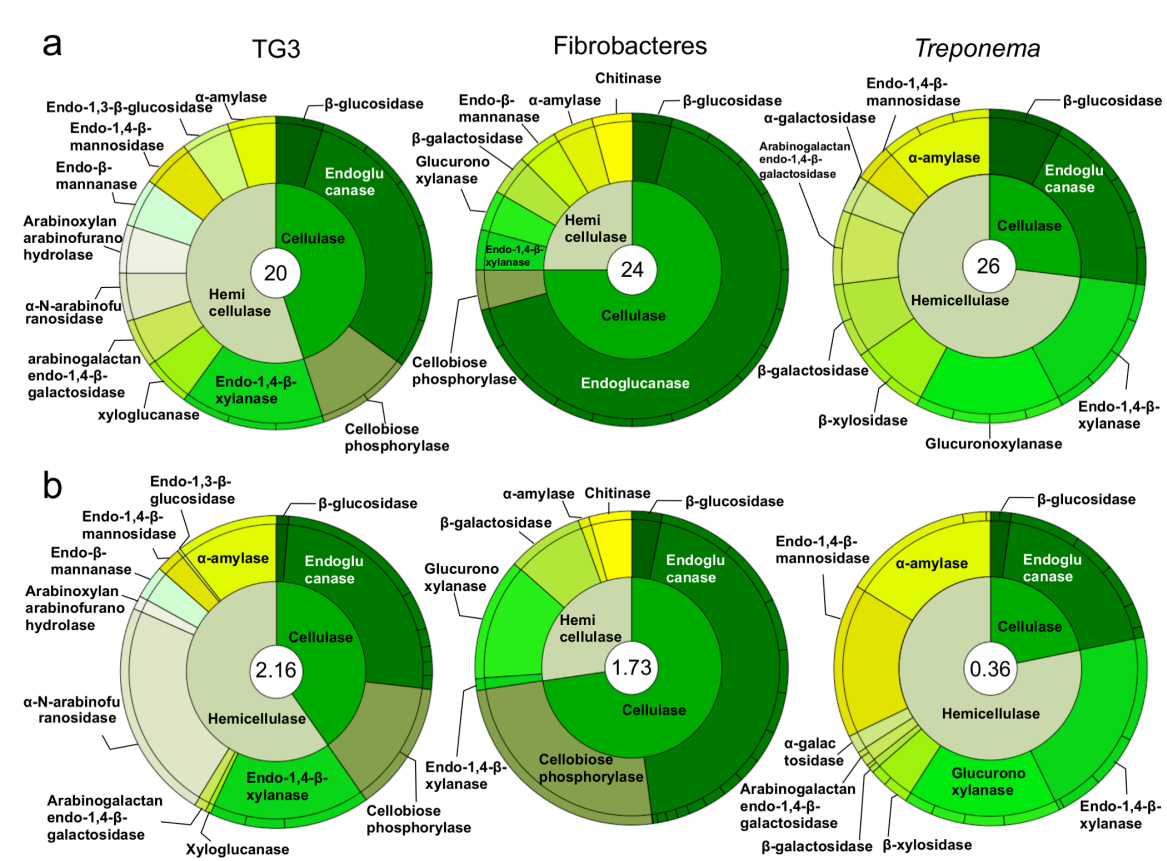 a
TG3
Fibrobacteres
Treponema
Endo-1,3-β-glucosidase
α-amylase
β-glucosidase
Endo-1,4-β-
mannosidase
Endo-β-
mannanase
Arabinoxylan
arabinofurano
hydrolase
α-N-arabinofu
ranosidase
arabinogalactan
endo-1,4-β-
galactosidase
xyloglucanase
Endo-1,4-β-
xylanase
Cellobiose
phosphorylase
Endoglu
canase
Cellulase
Hemi
cellulase
20
Chitinase
Endo-β-
mannanase
α-amylase
β-glucosidase
β-galactosidase
Glucurono
xylanase
Endo-1,4-β-
xylanase
Hemi
cellulase
24
Cellulase
Cellobiose
phosphorylase
Endoglucanase
Endo-1,4-β-
mannosidase
β-glucosidase
α-galactosidase
Arabinogalactan
endo-1,4-β-
galactosidase
α-amylase
Endoglu
canase
Cellulase
26
Hemicellulase
β-galactosidase
β-xylosidase
Glucuronoxylanase
Endo-1,4-β-
xylanase
b
Endo-1,3-β-
glucosidase
β-glucosidase
Endo-1,4-β-
mannosidase
Endo-β-
mannanase
Arabinoxylan
arabinofurano
hydrolase
α-amylase
Endoglu
canase
Cellulase
2.16
Hemicellulase
α-N-arabinofu
ranosidase
Endo-1,4-β-
xylanase
Arabinogalactan
endo-1,4-β-
galactosidase
Xyloglucanase
Cellobiose
phosphorylase
α-amylase
Chitinase
β-glucosidase
β-galactosidase
Glucurono
xylanase
Endoglu
canase
Hemi
cellulase
1.73
Cellulase
Cellobiose
phosphorylase
Endo-1,4-β-
xylanase
β-glucosidase
Endo-1,4-β-
mannosidase
α-amylase
Endoglu
canase
Cellulase
0.36
Hemicellulase
α-galac
tosidase
Arabinogalactan
endo-1,4-β-
galactosidase
β-galactosidase
β-xylosidase
Glucurono
xylanase
Endo-1,4-β-
xylanase